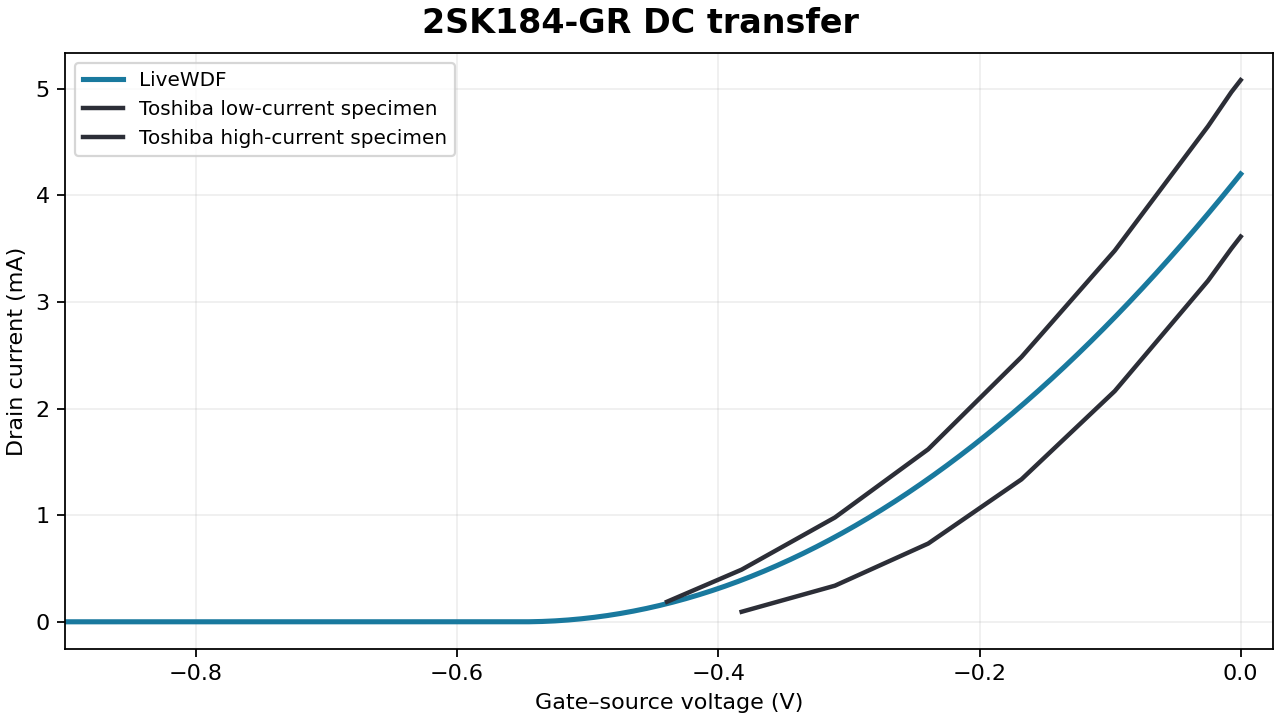 2SK184-GR DC transfer
LiveWDF
Toshiba low-current specimen
Toshiba high-current specimen
5
4
3
2
1
0
Drain current (mA)
−0.8
−0.6
−0.4
−0.2
0.0
Gate–source voltage (V)